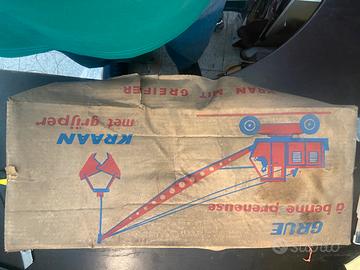 KRAN MIT GREIFER
KRAAN
met grijper
GRUE
à benne preneuse
subito